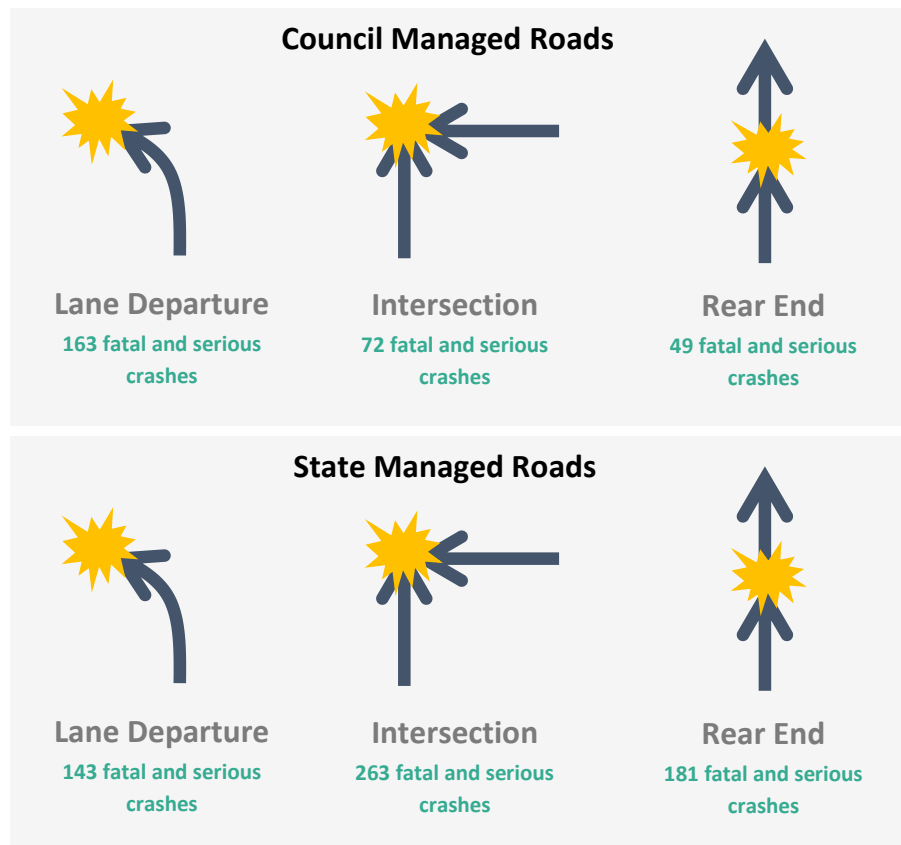 Council Managed Roads
Lane Departure
163 fatal and serious
crashes
Intersection
72 fatal and serious
crashes
Rear End
49 fatal and serious
crashes
State Managed Roads
Lane Departure
143 fatal and serious
crashes
Intersection
263 fatal and serious
crashes
Rear End
181 fatal and serious
crashes